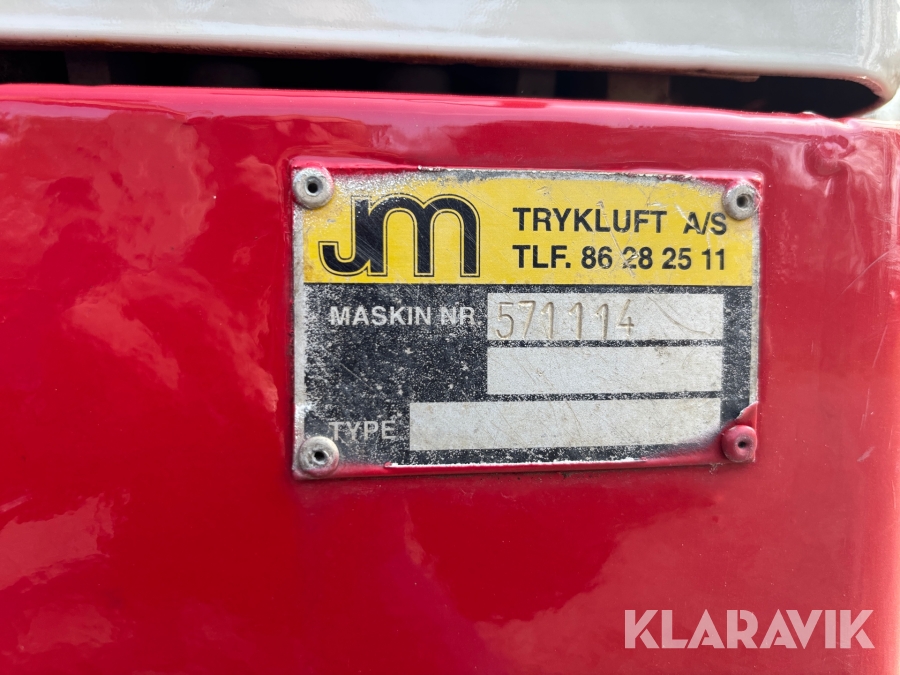 JM
TRYKLUFT A/S
TLF. 86 28 25 11
MASKIN NR. 571114
TYPE
KLARAVIK